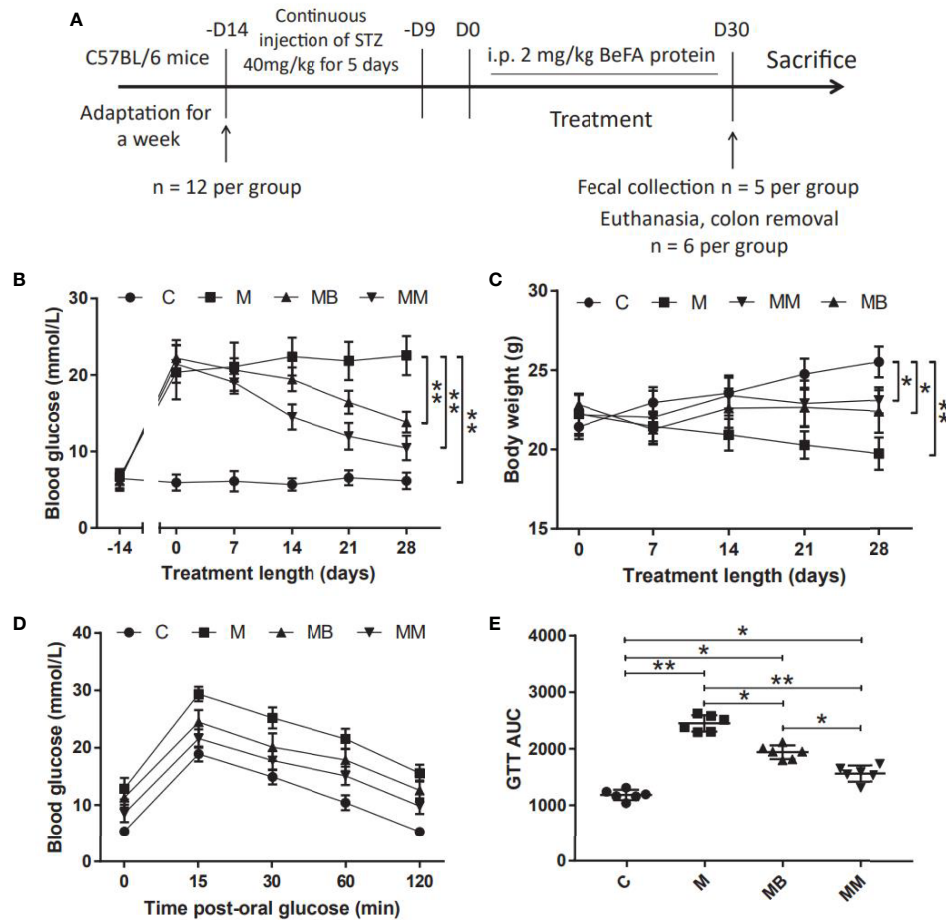 A
-D14
Continuous
injection of STZ
40mg/kg for 5 days
-D9
D0
D30
C57BL/6 mice
i.p. 2 mg/kg BeFA protein
Sacrifice
Adaptation for
a week
Treatment
n = 12 per group
Fecal collection n = 5 per group
Euthanasia, colon removal
n = 6 per group
B
C M MB MM
Blood glucose (mmol/L)
30
20
10
0
-14 0 7 14 21 28
Treatment length (days)
**
**
**
C
C M MM MB
Body weight (g)
30
25
20
15
0 7 14 21 28
Treatment length (days)
*
*
**
D
C M MB MM
Blood glucose (mmol/L)
40
30
20
10
0
0 15 30 60 120
Time post-oral glucose (min)
E
GTT AUC
4000
3000
2000
1000
0
*
*
**
**
*
*
C M MB MM